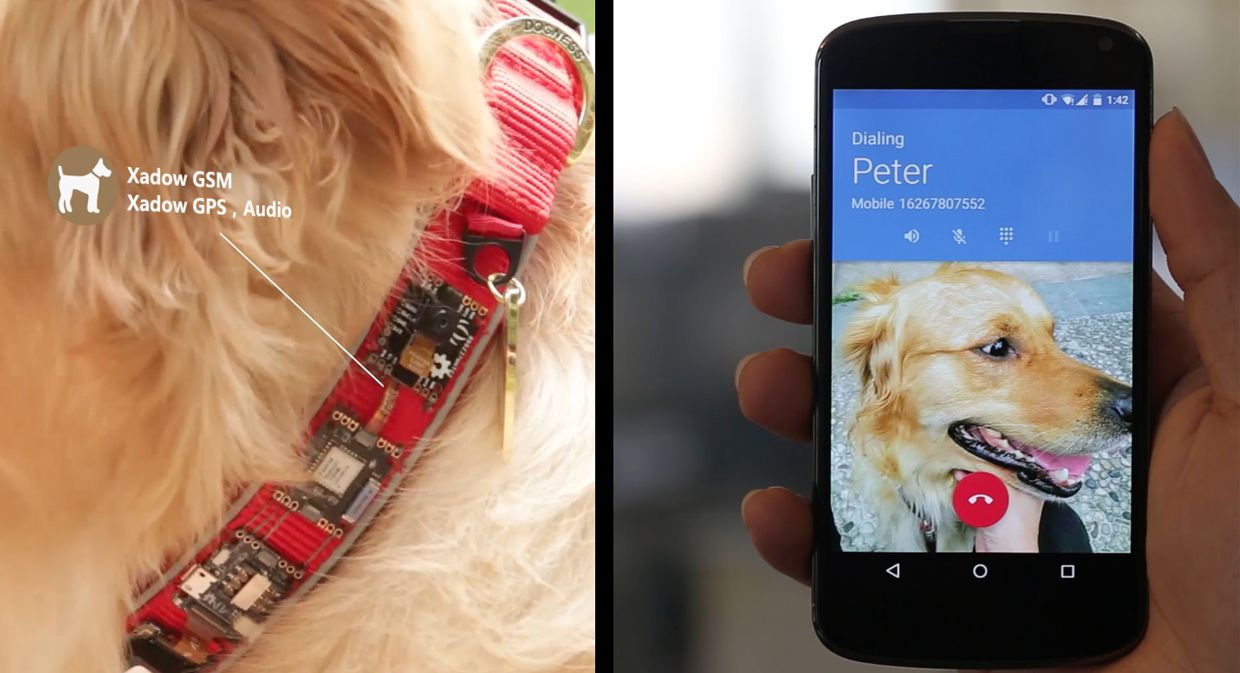 DOGNESS
Xadow GSM
Xadow GPS , Audio
1:42
Dialing
Peter
Mobile 16267807552